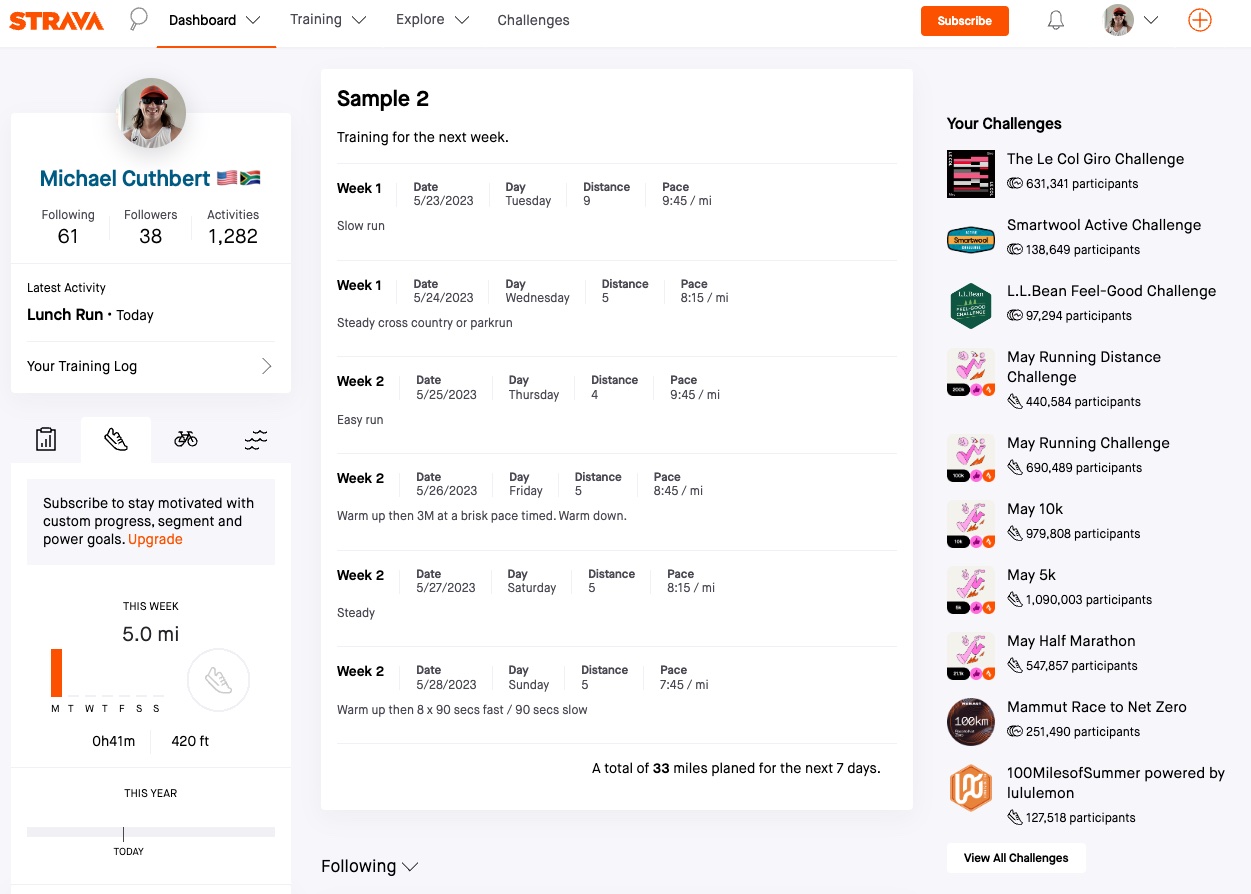 STRAVA
Dashboard
Training
Explore
Challenges
Subscribe
Michael Cuthbert
Following
Followers
Activities
61
38
1,282
Latest Activity
Lunch Run · Today
Your Training Log
Subscribe to stay motivated with
custom progress, segment and
power goals. Upgrade
THIS WEEK
5.0 mi
M T W T F S S
0h41m
420 ft
THIS YEAR
TODAY
Sample 2
Training for the next week.
Week 1
Date
5/23/2023
Day
Tuesday
Distance
9
Pace
9:45 / mi
Slow run
Week 1
Date
5/24/2023
Day
Wednesday
Distance
5
Pace
8:15 / mi
Steady cross country or parkrun
Week 2
Date
5/25/2023
Day
Thursday
Distance
4
Pace
9:45 / mi
Easy run
Week 2
Date
5/26/2023
Day
Friday
Distance
5
Pace
8:45 / mi
Warm up then 3M at a brisk pace timed. Warm down.
Week 2
Date
5/27/2023
Day
Saturday
Distance
5
Pace
8:15 / mi
Steady
Week 2
Date
5/28/2023
Day
Sunday
Distance
5
Pace
7:45 / mi
Warm up then 8 x 90 secs fast / 90 secs slow
A total of 33 miles planed for the next 7 days.
Following
Your Challenges
The Le Col Giro Challenge
631,341 participants
Smartwool
Smartwool Active Challenge
138,649 participants
L.L.Bean
FEEL-GOOD
CHALLENGE
L.L.Bean Feel-Good Challenge
97,294 participants
200k
May Running Distance
Challenge
440,584 participants
100k
May Running Challenge
690,489 participants
10k
May 10k
979,808 participants
5k
May 5k
1,090,003 participants
21.1k
May Half Marathon
547,857 participants
100km
Mammut Race to Net Zero
251,490 participants
100MilesofSummer powered by
lululemon
127,518 participants
View All Challenges